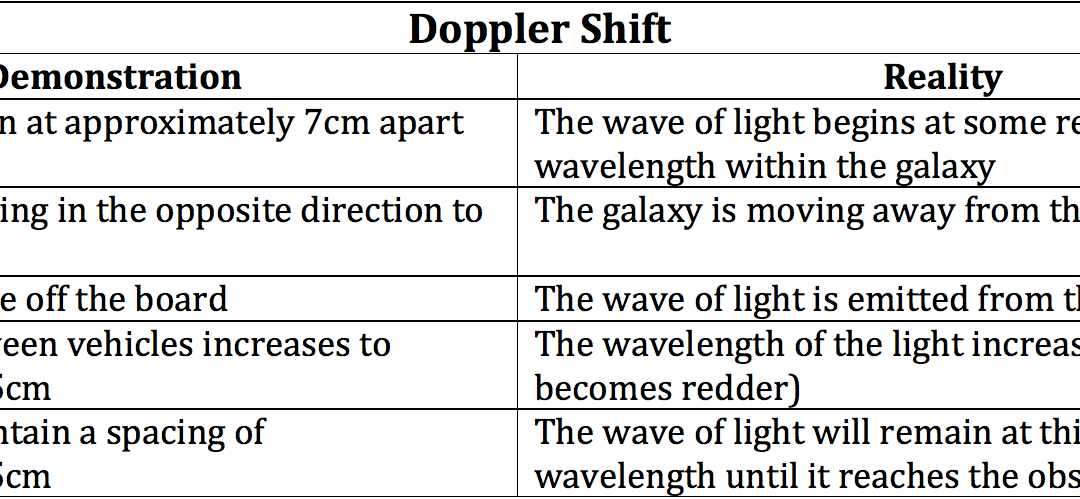 Doppler Shift
Demonstration
Reality
n at approximately 7cm apart
The wave of light begins at some re
wavelength within the galaxy
ing in the opposite direction to
The galaxy is moving away from th
e off the board
The wave of light is emitted from t
een vehicles increases to
5cm
The wavelength of the light increas
becomes redder)
ntain a spacing of
5cm
The wave of light will remain at thi
wavelength until it reaches the obs